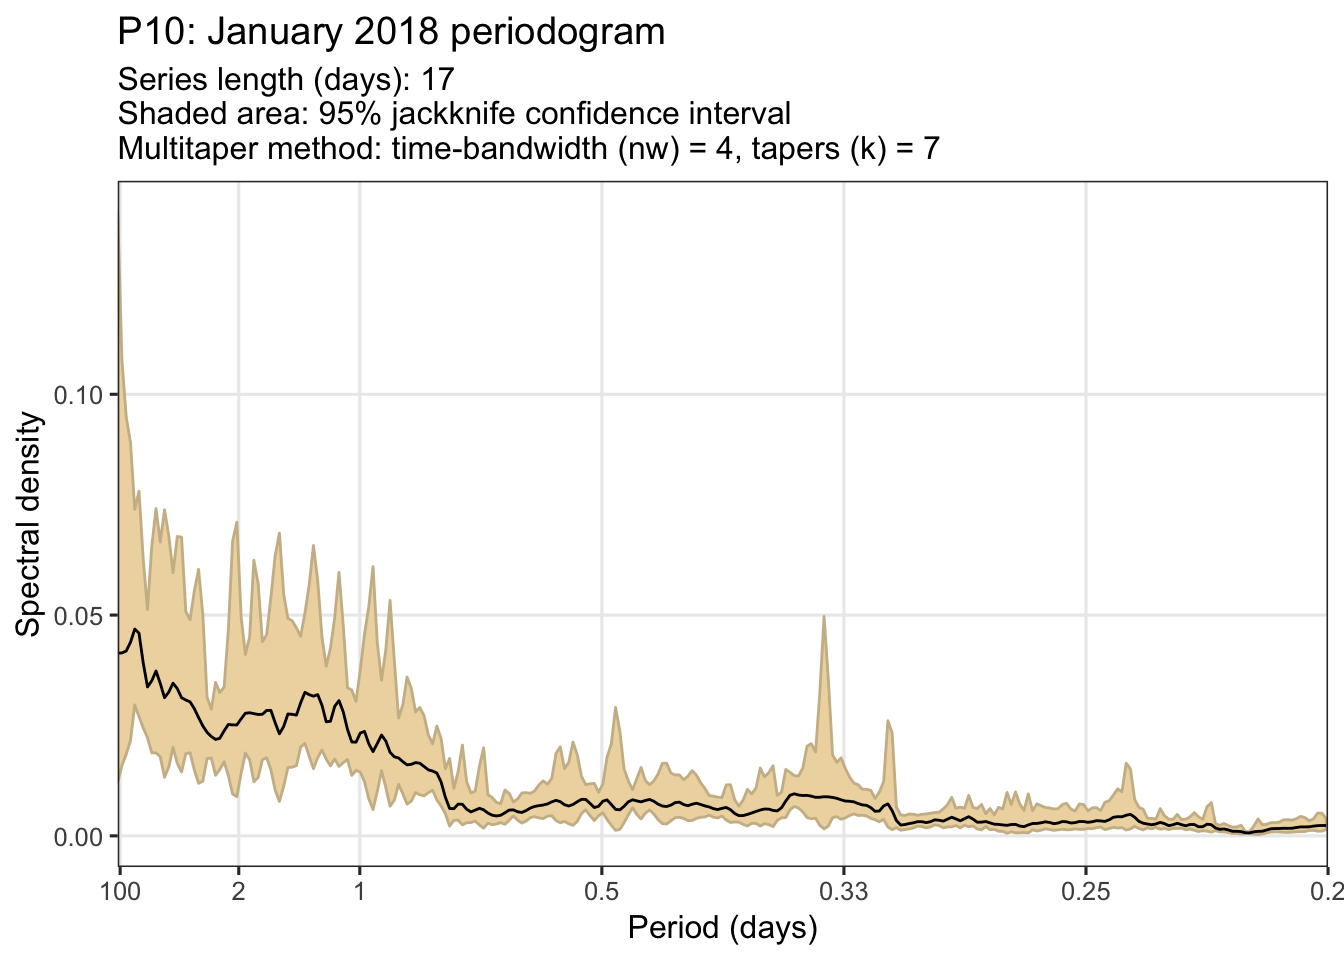 P10: January 2018 periodogram
Series length (days): 17
Shaded area: 95% jackknife confidence interval
Multitaper method: time-bandwidth (nw) = 4, tapers (k) = 7
0.10
0.05
0.00
Spectral density
100 2 1 0.5 0.33 0.25 0.2
Period (days)